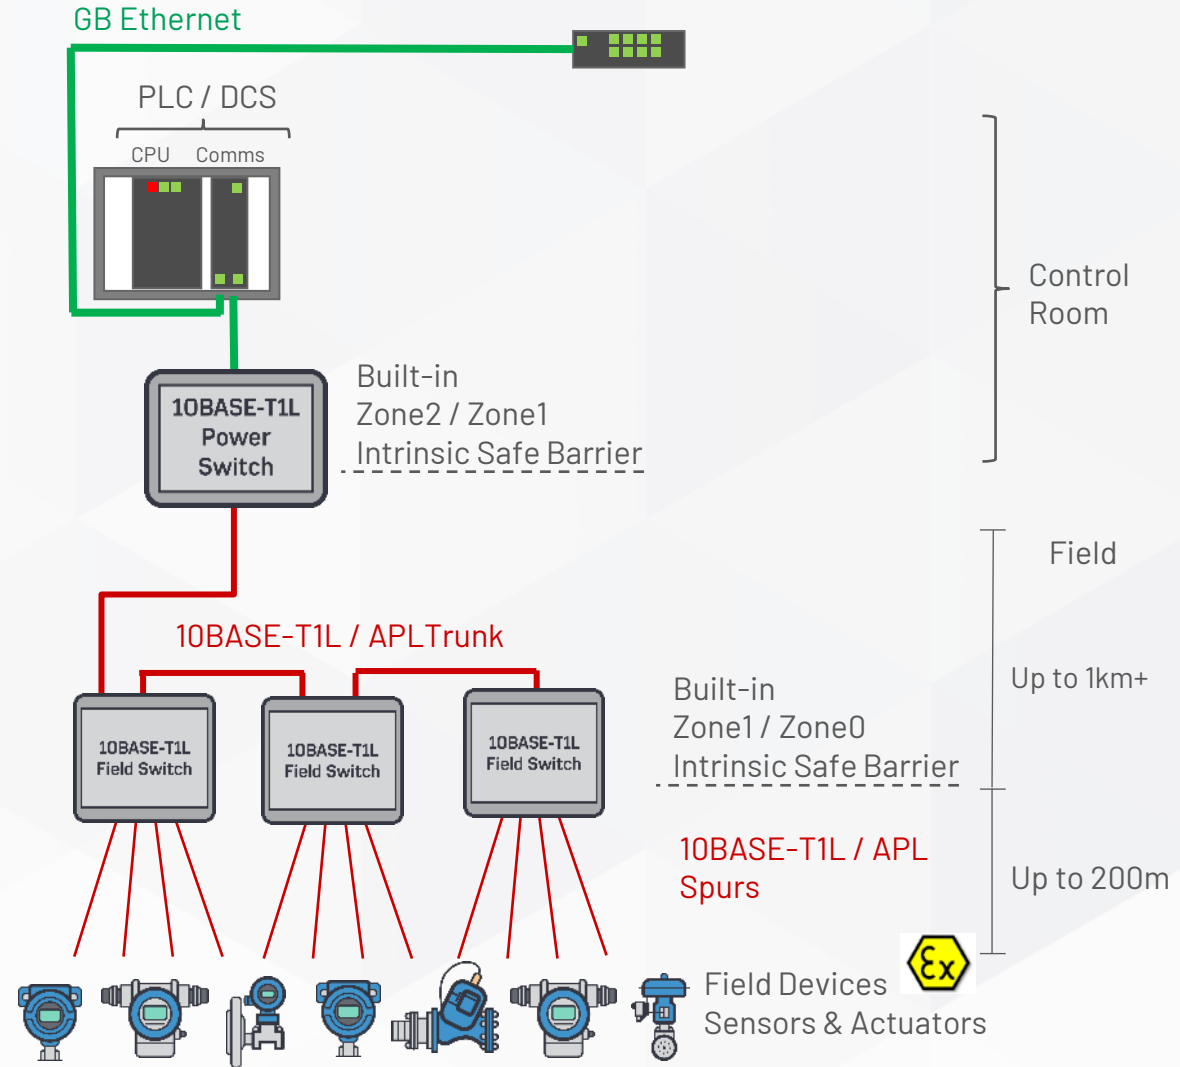 GB Ethernet
PLC / DCS
CPU
Comms
Control
Room
10BASE-T1L
Power
Switch
Built-in
Zone2 / Zone1
Intrinsic Safe Barrier
Field
10BASE-T1L / APLTrunk
Up to 1km+
10BASE-T1L
Field Switch
10BASE-T1L
Field Switch
10BASE-T1L
Field Switch
Built-in
Zone1 / Zone0
Intrinsic Safe Barrier
10BASE-T1L / APL
Spurs
Up to 200m
Ex
Field Devices
Sensors & Actuators